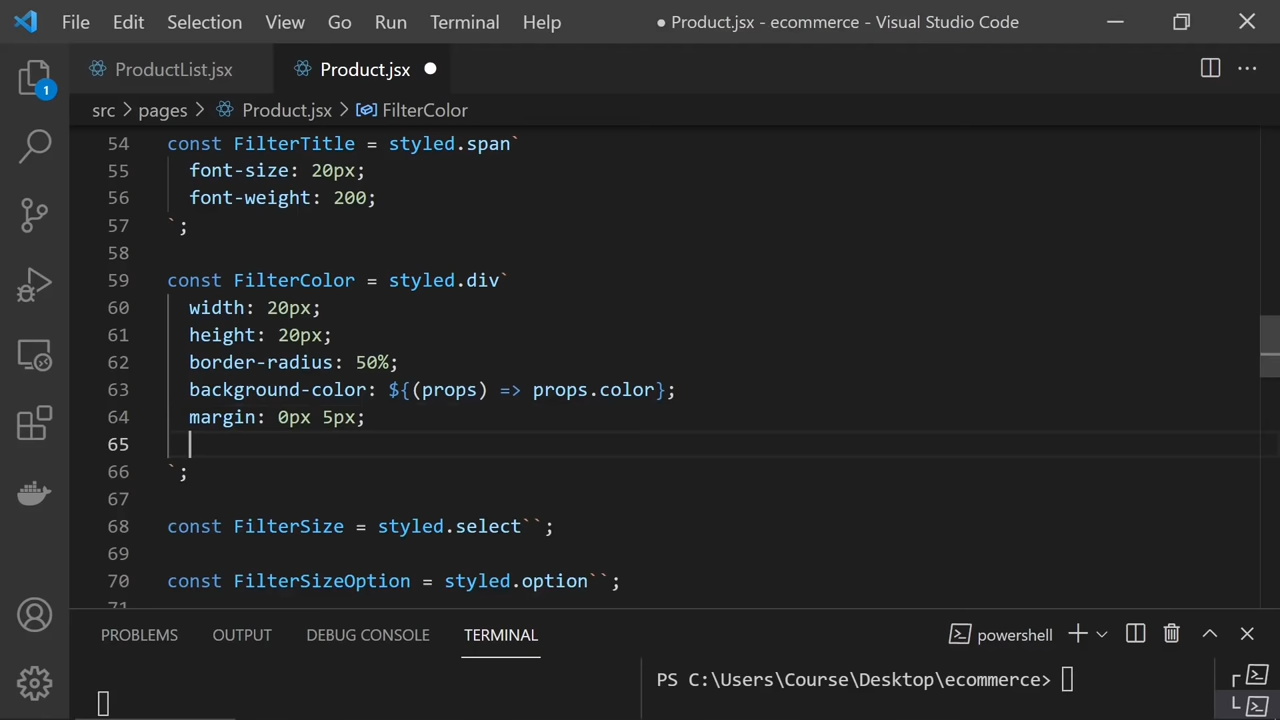 File Edit Selection View Go Run Terminal Help ● Product.jsx - ecommerce - Visual Studio Code
ProductList.jsx Product.jsx ●
1
src > pages > Product.jsx > FilterColor
54 const FilterTitle = styled.span`
55 font-size: 20px;
56 font-weight: 200;
57 `;
58
59 const FilterColor = styled.div`
60 width: 20px;
61 height: 20px;
62 border-radius: 50%;
63 background-color: ${(props) => props.color};
64 margin: 0px 5px;
65
66 `;
67
68 const FilterSize = styled.select``;
69
70 const FilterSizeOption = styled.option``;
71
PROBLEMS OUTPUT DEBUG CONSOLE TERMINAL powershell
PS C:\Users\Course\Desktop\ecommerce>